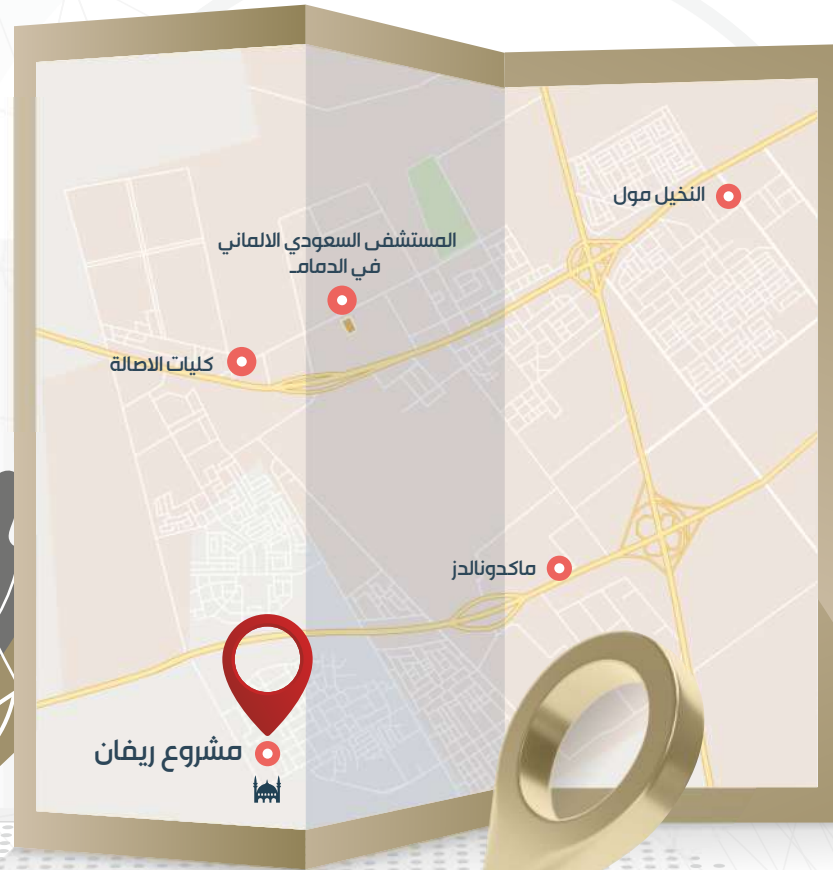 النخيل مول
المستشفى السعودي الالماني
في الدمام
كليات الاصالة
ماكدونالدز
مشروع ريفان